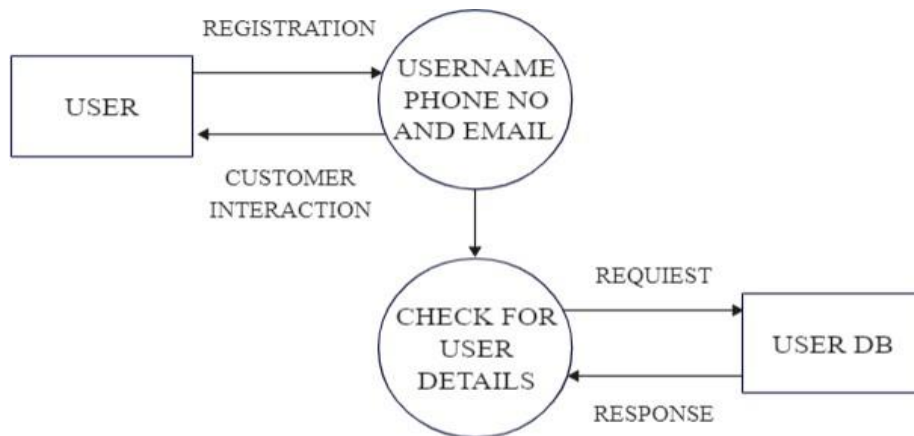 REGISTRATION
USER
USERNAME
PHONE NO
AND EMAIL
CUSTOMER
INTERACTION
CHECK FOR
USER
DETAILS
REQUIEST
USER DB
RESPONSE